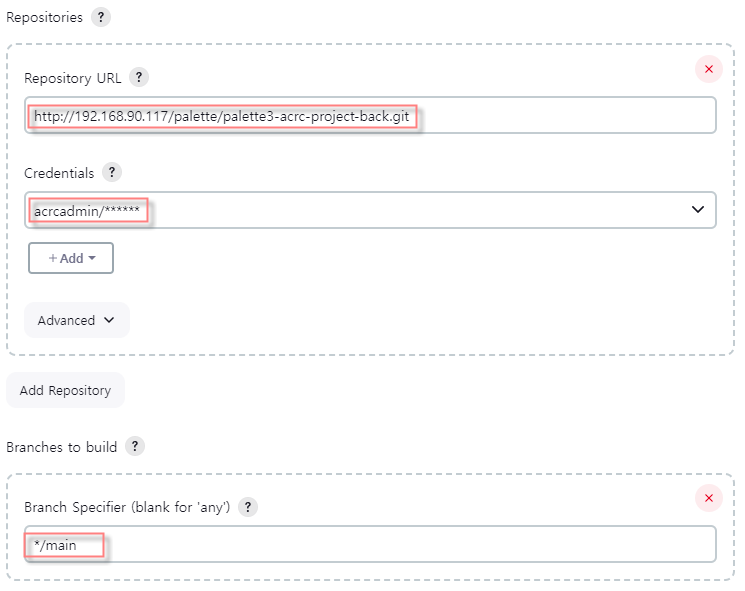 Repositories ?
Repository URL ?
http://192.168.90.117/palette/palette3-acrc-project-back.git
Credentials ?
acrcadmin/******
+ Add
Advanced
Add Repository
Branches to build ?
Branch Specifier (blank for 'any') ?
*/main